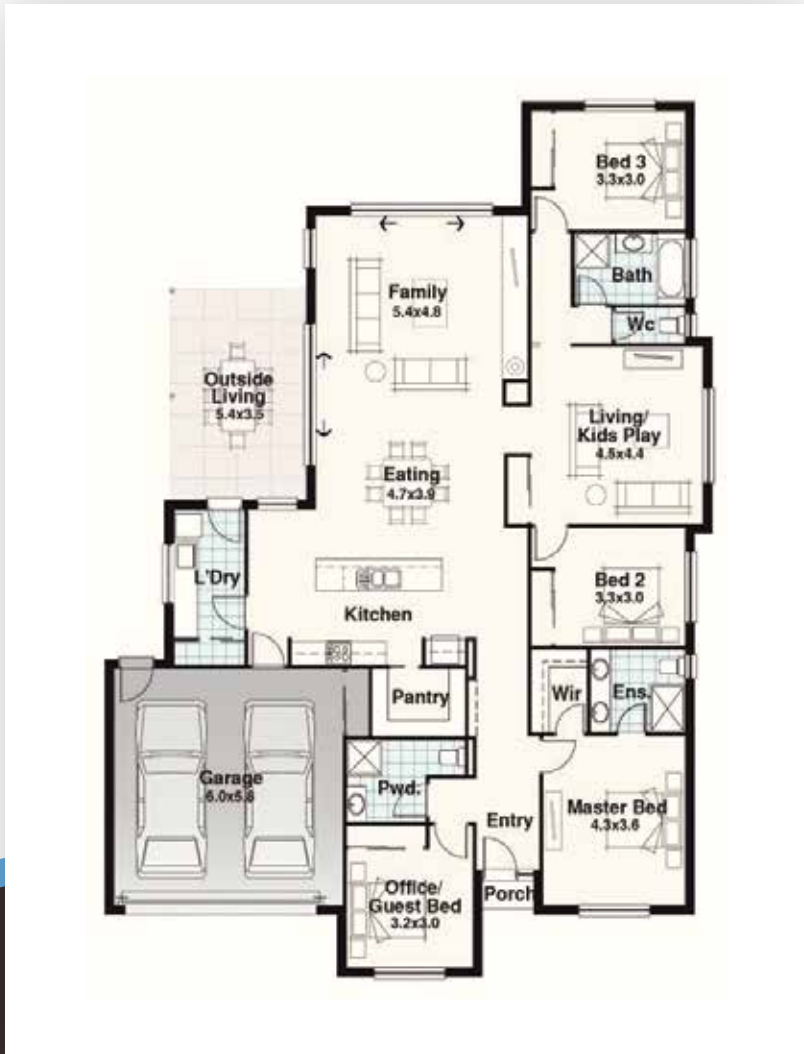 Bed 3
3.3x3.0
Bath
Wc
Family
5.4x4.8
Outside
Living
5.4x3.5
Living/
Kids Play
4.5x4.4
Eating
4.7x3.9
L'Dry
Kitchen
Bed 2
3.3x3.0
Pantry
Wir
Ens.
Garage
6.0x5.8
Pwd.
Entry
Master Bed
4.3x3.6
Porch
Office/
Guest Bed
3.2x3.0